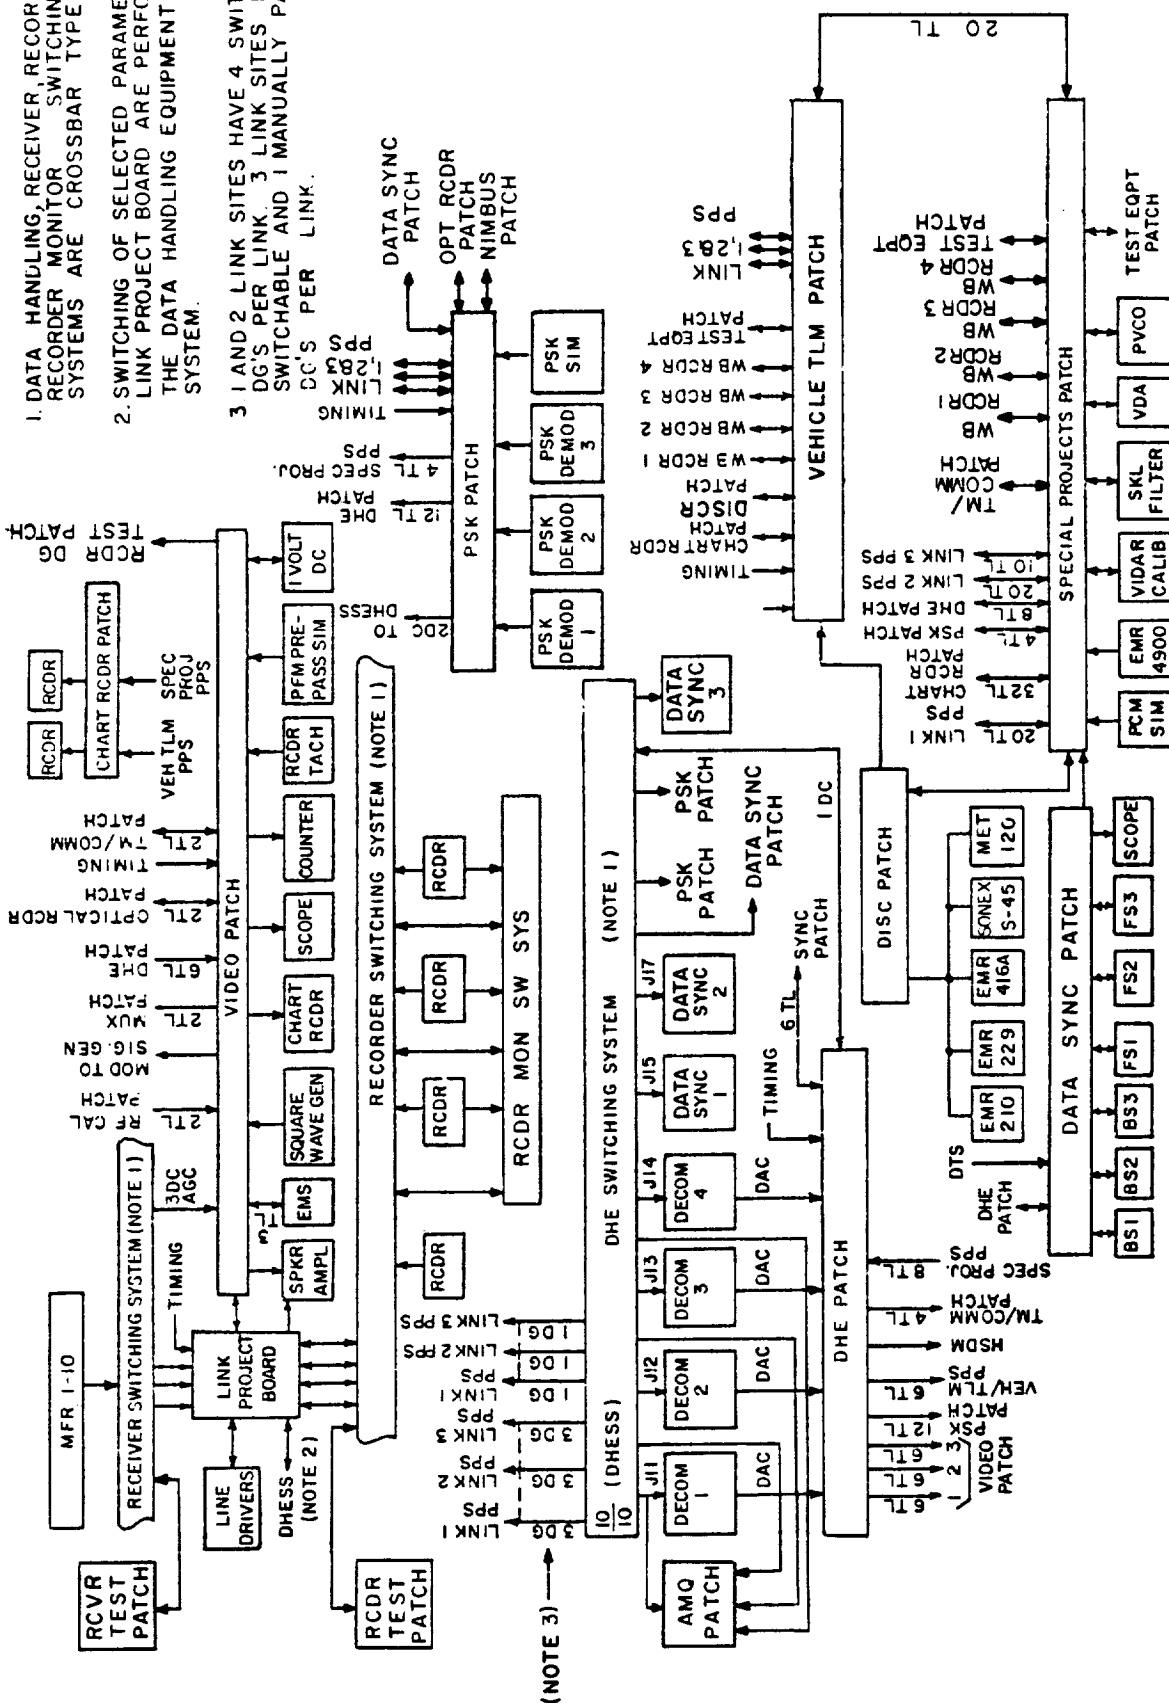 1. DATA HANDLING, RECEIVER, RECOR
RECORDER MONITOR SWITCHING
SYSTEMS ARE CROSSBAR TYPE
2. SWITCHING OF SELECTED PARAME
LINK PROJECT BOARD ARE PERFO
THE DATA HANDLING EQUIPMENT
SYSTEM.
3 1 AND 2 LINK SITES HAVE 4 SWIT
DG'S PER LINK. 3 LINK SITES
SWITCHABLE AND 1 MANUALLY PA
DG'S PER LINK.
MFR 1-10
RECEIVER SWITCHING SYSTEM (NOTE 1)
RCVR
TEST
PATCH
TIMING
3DC
AGC
LINK
PROJECT
BOARD
LINE
DRIVERS
DHESS
(NOTE 2)
RCDR
TEST
PATCH
2TL
RF CAL
PATCH
MOD TO
SIG. GEN
2TL
MUX
PATCH
6TL
DHE
PATCH
2TL
OPTICAL RCDR
PATCH
TIMING
2TL
TM/COMM
PATCH
RCDR DG
TEST PATCH
VIDEO PATCH
SPKR
AMPL
3 TL
EMS
SQUARE
WAVE GEN
CHART
RCDR
SCOPE
COUNTER
RCDR
TACH
PFM PRE-
PASS SIM
1 VOLT
DC
RCDR
RCDR
CHART RCDR PATCH
VEH TLM
PPS
SPEC
PROJ
PPS
RECORDER SWITCHING SYSTEM (NOTE 1)
RCDR
RCDR
RCDR
RCDR
RCDR MON SW SYS
2DC
TO
DHESS
12 TL
DHE
PATCH
4 TL SPEC PROJ.
PPS
TIMING
LINK
1,2&3
PPS
DATA SYNC
PATCH
OPT RCDR
PATCH
NIMBUS
PATCH
PSK PATCH
PSK
DEMOD
1
PSK
DEMOD
2
PSK
DEMOD
3
PSK
SIM
(NOTE 3)
3 DG
LINK 1
PPS
3 DG
LINK 2
PPS
3 DG
LINK 3
PPS
1 DG
LINK 1
PPS
1 DG
LINK 2 PPS
1 DG
LINK 3 PPS
10
10
(DHESS)
DHE SWITCHING SYSTEM
(NOTE 1)
J11
J12
J13
J14
J15
J17
DECOM
1
DECOM
2
DECOM
3
DECOM
4
DATA
SYNC
1
DATA
SYNC
2
DATA
SYNC
3
AMQ
PATCH
DAC
DAC
DAC
DAC
PSK
PATCH
PSK
PATCH
DATA SYNC
PATCH
1 DC
TIMING
6 TL
SYNC
PATCH
DHE PATCH
6TL
1
6TL
2
6TL
3
VIDEO
PATCH
12TL
PSK
PATCH
6TL
VEH/TLM
PPS
HSDM
4TL
TM/COMM
PATCH
8TL
SPEC PROJ.
PPS
DISC PATCH
EMR
210
EMR
229
EMR
416A
SONEX
S-45
MET
120
DHE
PATCH
DTS
DATA SYNC PATCH
BS1
BS2
BS3
FS1
FS2
FS3
SCOPE
TIMING
CHART RCDR
PATCH
DISCR
PATCH
WB RCDR 1
WB RCDR 2
WB RCDR 3
WB RCDR 4
TEST EQPT
PATCH
LINK
1,2&3
PPS
VEHICLE TLM PATCH
20 TL
20TL
LINK 1
PPS
32TL
CHART
RCDR
PATCH
4TL
PSK PATCH
8TL
DHE PATCH
20TL
LINK 2 PPS
10TL
LINK 3 PPS
TM/
COMM
PATCH
WB
RCDR1
WB
RCDR2
WB
RCDR 3
WB
RCDR 4
TEST EQPT
PATCH
SPECIAL PROJECTS PATCH
PCM
SIM
EMR
4900
VIDAR
CALIB
SKL
FILTER
VDA
PVCO
TEST EQPT
PATCH